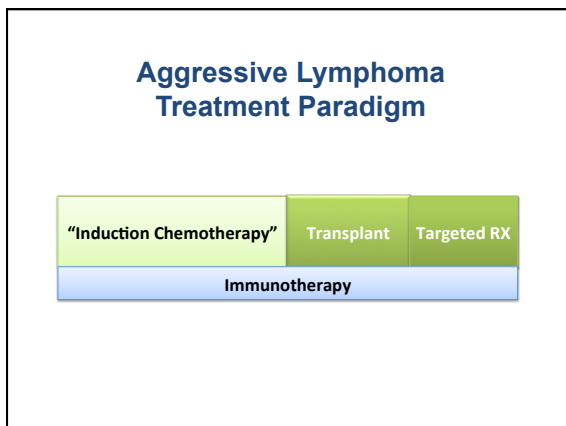 Aggressive Lymphoma
Treatment Paradigm
“Induction Chemotherapy”
Transplant
Targeted RX
Immunotherapy